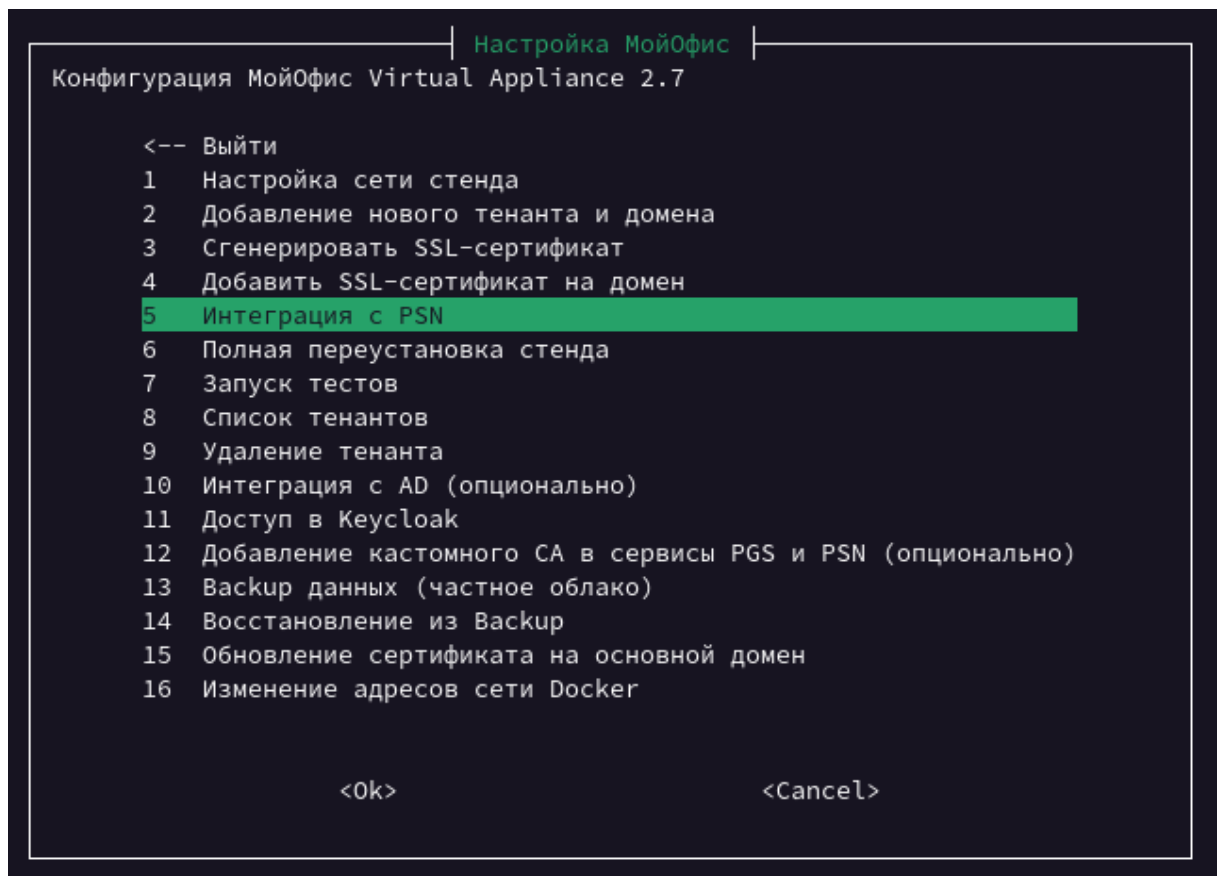 Настройка МойОфис
Конфигурация МойОфис Virtual Appliance 2.7
<-- Выйти
1 Настройка сети стенда
2 Добавление нового тенанта и домена
3 Сгенерировать SSL-сертификат
4 Добавить SSL-сертификат на домен
5 Интеграция с PSN
6 Полная переустановка стенда
7 Запуск тестов
8 Список тенантов
9 Удаление тенанта
10 Интеграция с AD (опционально)
11 Доступ в Keycloak
12 Добавление кастомного CA в сервисы PGS и PSN (опционально)
13 Backup данных (частное облако)
14 Восстановление из Backup
15 Обновление сертификата на основной домен
16 Изменение адресов сети Docker
<Ok> <Cancel>